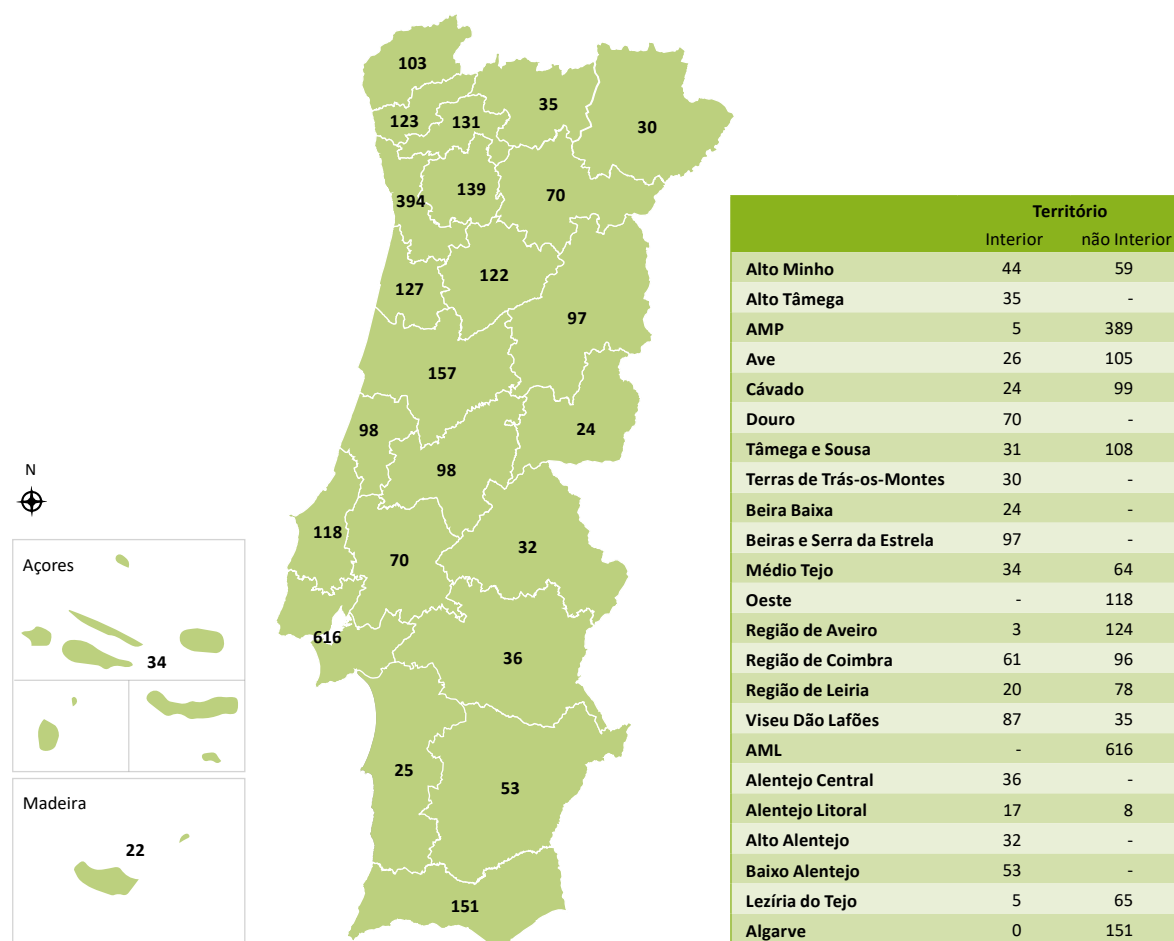 103
35
123
131
30
139
394
70
122
127
97
157
98
24
98
118
32
70
616
36
25
53
151
N
Açores
34
Madeira
22
Território
Interior não Interior
Alto Minho 44 59
Alto Tâmega 35 -
AMP 5 389
Ave 26 105
Cávado 24 99
Douro 70 -
Tâmega e Sousa 31 108
Terras de Trás-os-Montes 30 -
Beira Baixa 24 -
Beiras e Serra da Estrela 97 -
Médio Tejo 34 64
Oeste - 118
Região de Aveiro 3 124
Região de Coimbra 61 96
Região de Leiria 20 78
Viseu Dão Lafões 87 35
AML - 616
Alentejo Central 36 -
Alentejo Litoral 17 8
Alto Alentejo 32 -
Baixo Alentejo 53 -
Lezíria do Tejo 5 65
Algarve 0 151